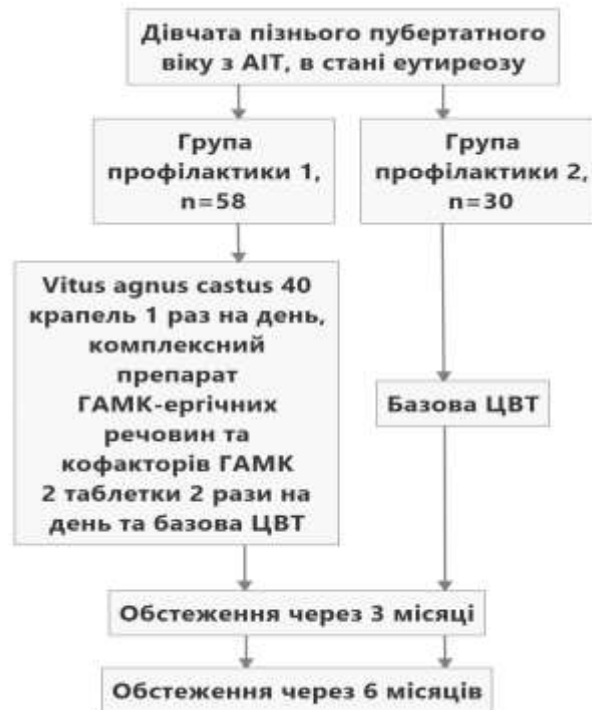 Дівчата пізнього пубертатного
віку з АІТ, в стані еутиреозу
Група
профілактики 1,
n=58
Група
профілактики 2,
n=30
Vitus agnus castus 40
крапель 1 раз на день,
комплексний
препарат
ГАМК-ергічних
речовин та
кофакторів ГАМК
2 таблетки 2 рази на
день та базова ЦВТ
Базова ЦВТ
Обстеження через 3 місяці
Обстеження через 6 місяців